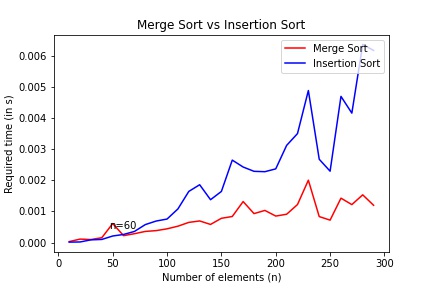 Merge Sort vs Insertion Sort
Merge Sort
Insertion Sort
Required time (in s)
0.006
0.005
0.004
0.003
0.002
0.001
0.000
n=60
0
50
100
150
200
250
300
Number of elements (n)